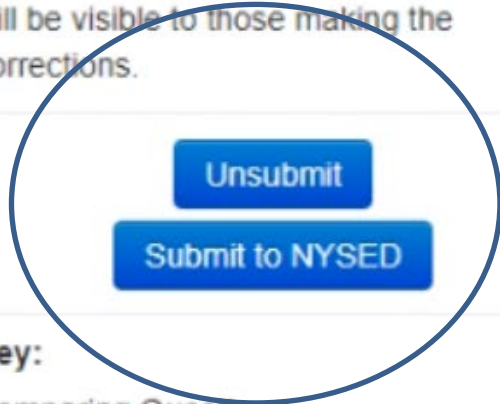 ill be visible to those making the
orrections.
Unsubmit
Submit to NYSED
ey: